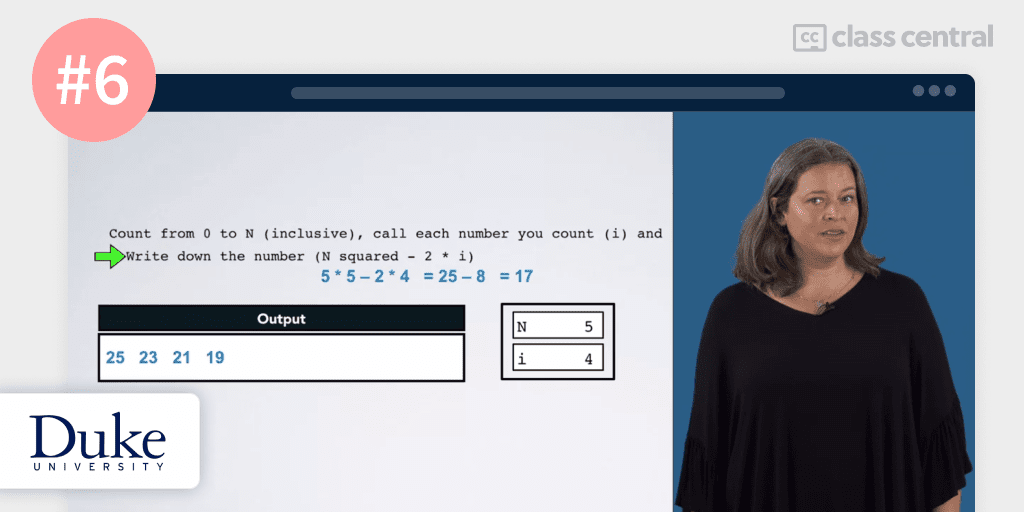 #6
cc class central
Count from 0 to N (inclusive), call each number you count (i) and
Write down the number (N squared - 2 * i)
5 * 5 – 2 * 4 = 25 – 8 = 17
Output
25 23 21 19
N 5
i 4
Duke
UNIVERSITY